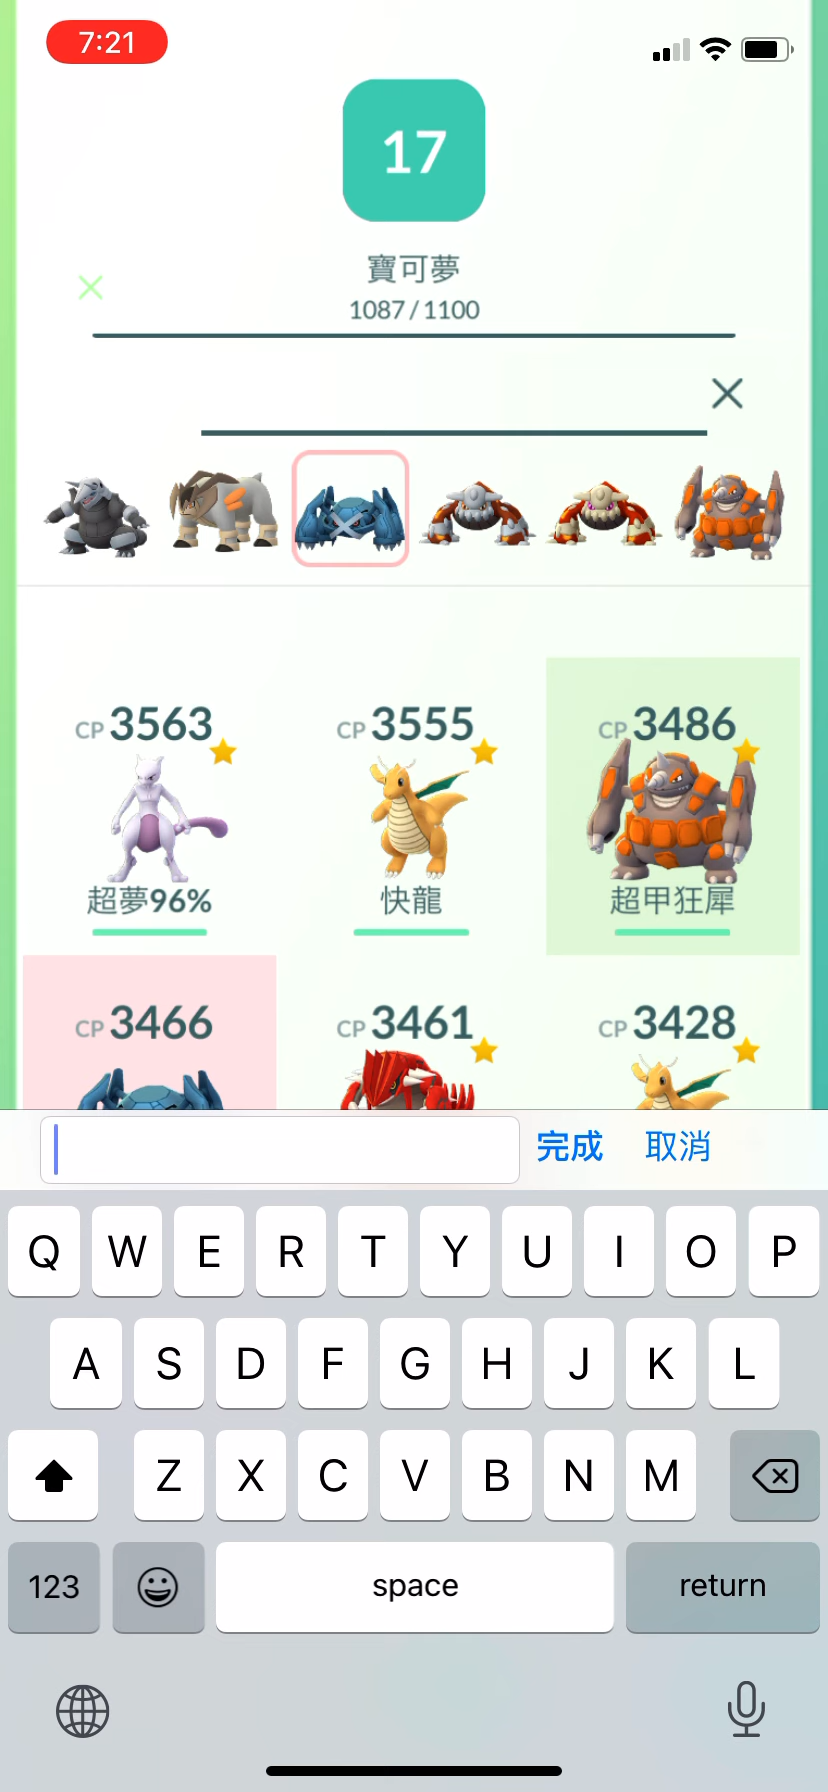 7:21
17
寶可夢
1087/1100
CP 3563
CP 3555
CP 3486
超夢96%
快龍
超甲狂犀
CP 3466
CP 3461
CP 3428
完成 取消
Q W E R T Y U I O P
A S D F G H J K L
Z X C V B N M
123 space return